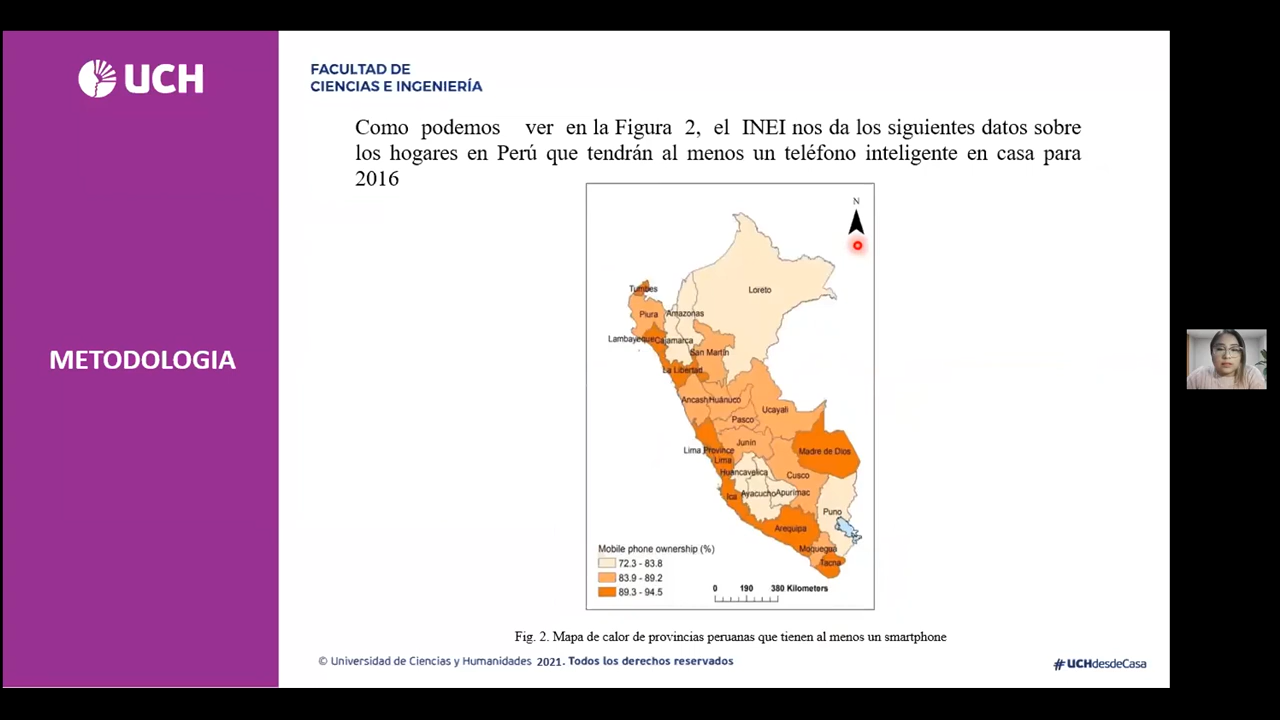 UCH
FACULTAD DE
CIENCIAS E INGENIERÍA
METODOLOGIA
Como podemos ver en la Figura 2, el INEI nos da los siguientes datos sobre
los hogares en Perú que tendrán al menos un teléfono inteligente en casa para
2016
N
Loreto
Tumbes
Piura
Amazonas
Lambayeque
Cajamarca
San Martín
La Libertad
Ancash
Huánuco
Ucayali
Pasco
Junín
Lima Province
Lima
Madre de Dios
Huancavelica
Cusco
Ica
Ayacucho
Apurímac
Puno
Arequipa
Moquegua
Tacna
Mobile phone ownership (%)
72.3 - 83.8
83.9 - 89.2
89.3 - 94.5
0 190 380 Kilometers
Fig. 2. Mapa de calor de provincias peruanas que tienen al menos un smartphone
© Universidad de Ciencias y Humanidades 2021. Todos los derechos reservados
#UCHdesdeCasa